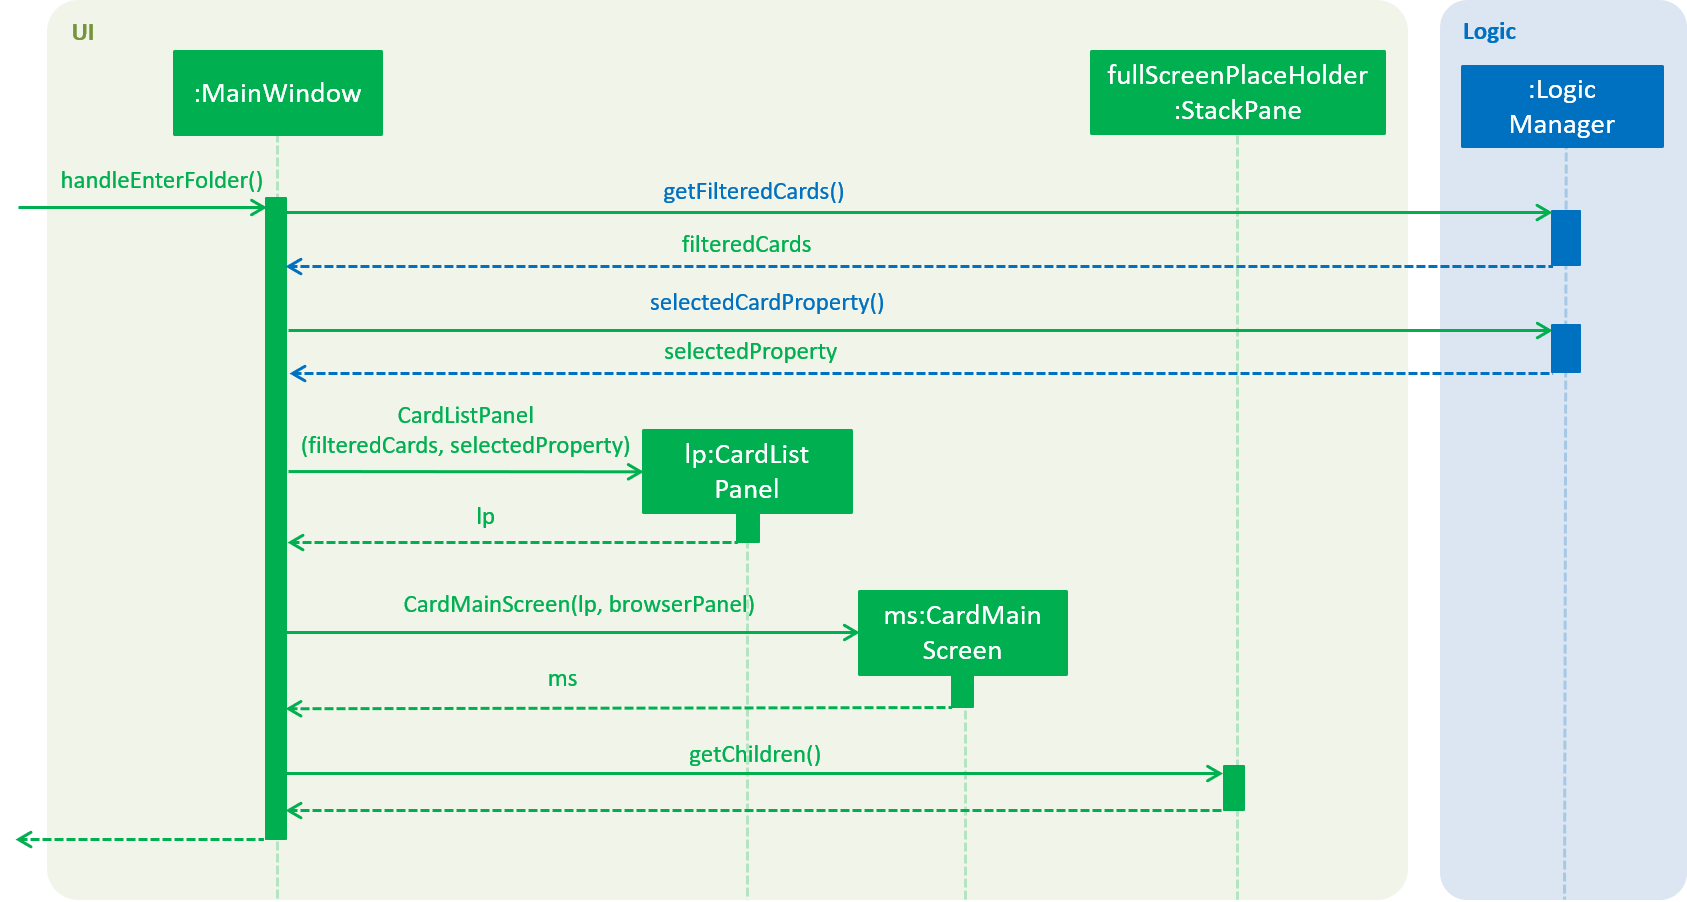 UI
Logic
:MainWindow
fullScreenPlaceHolder
:StackPane
:Logic
Manager
handleEnterFolder()
getFilteredCards()
filteredCards
selectedCardProperty()
selectedProperty
CardListPanel
(filteredCards, selectedProperty)
lp:CardList
Panel
lp
CardMainScreen(lp, browserPanel)
ms:CardMain
Screen
ms
getChildren()